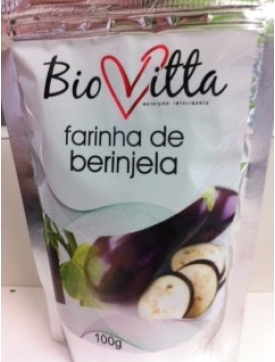 BioVitta
farinha de
berinjela
100g